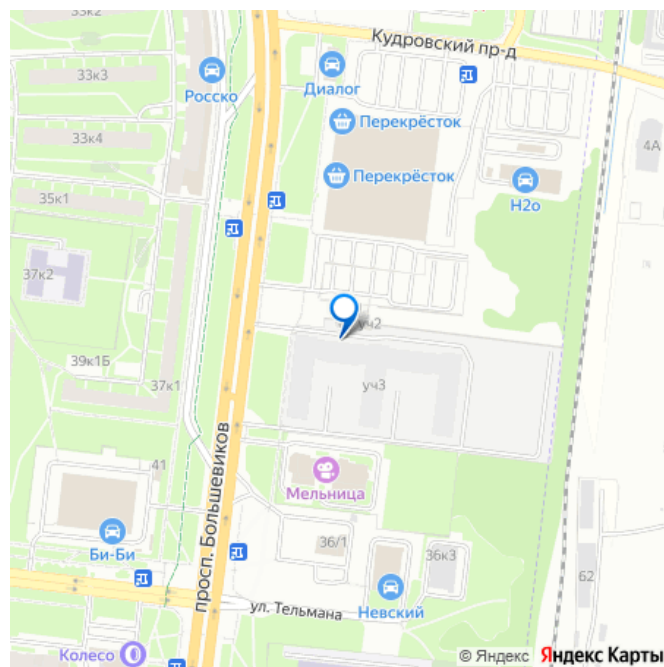 33к2
Кудровский пр-д
33к3
Росско
Диалог
Перекрёсток
33к4
4А
Перекрёсток
35к1
Н2о
37к2
уч2
39к1Б
37к1
уч3
просп. Большевиков
41
Мельница
Би-Би
36/1
36к3
62
ул. Тельмана
Невский
Колесо
© Яндекс Яндекс Карты